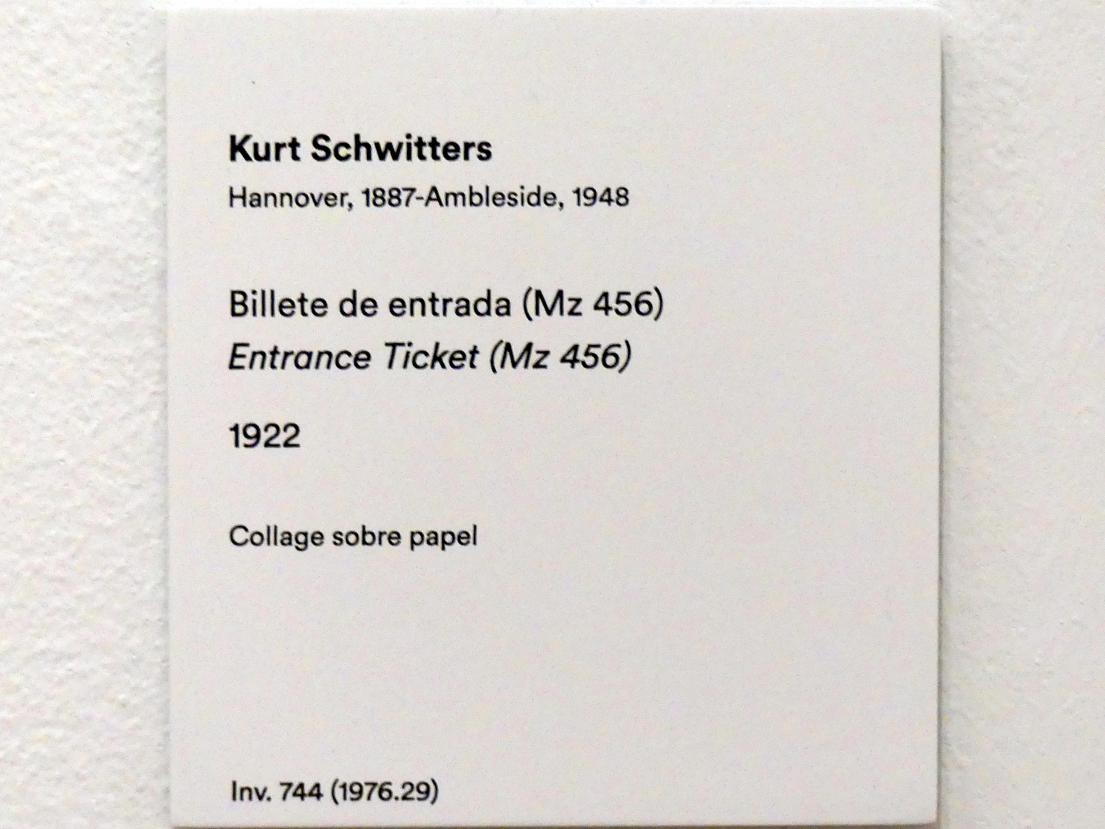 Kurt Schwitters
Hannover, 1887-Ambleside, 1948
Billete de entrada (Mz 456)
Entrance Ticket (Mz 456)
1922
Collage sobre papel
Inv. 744 (1976.29)